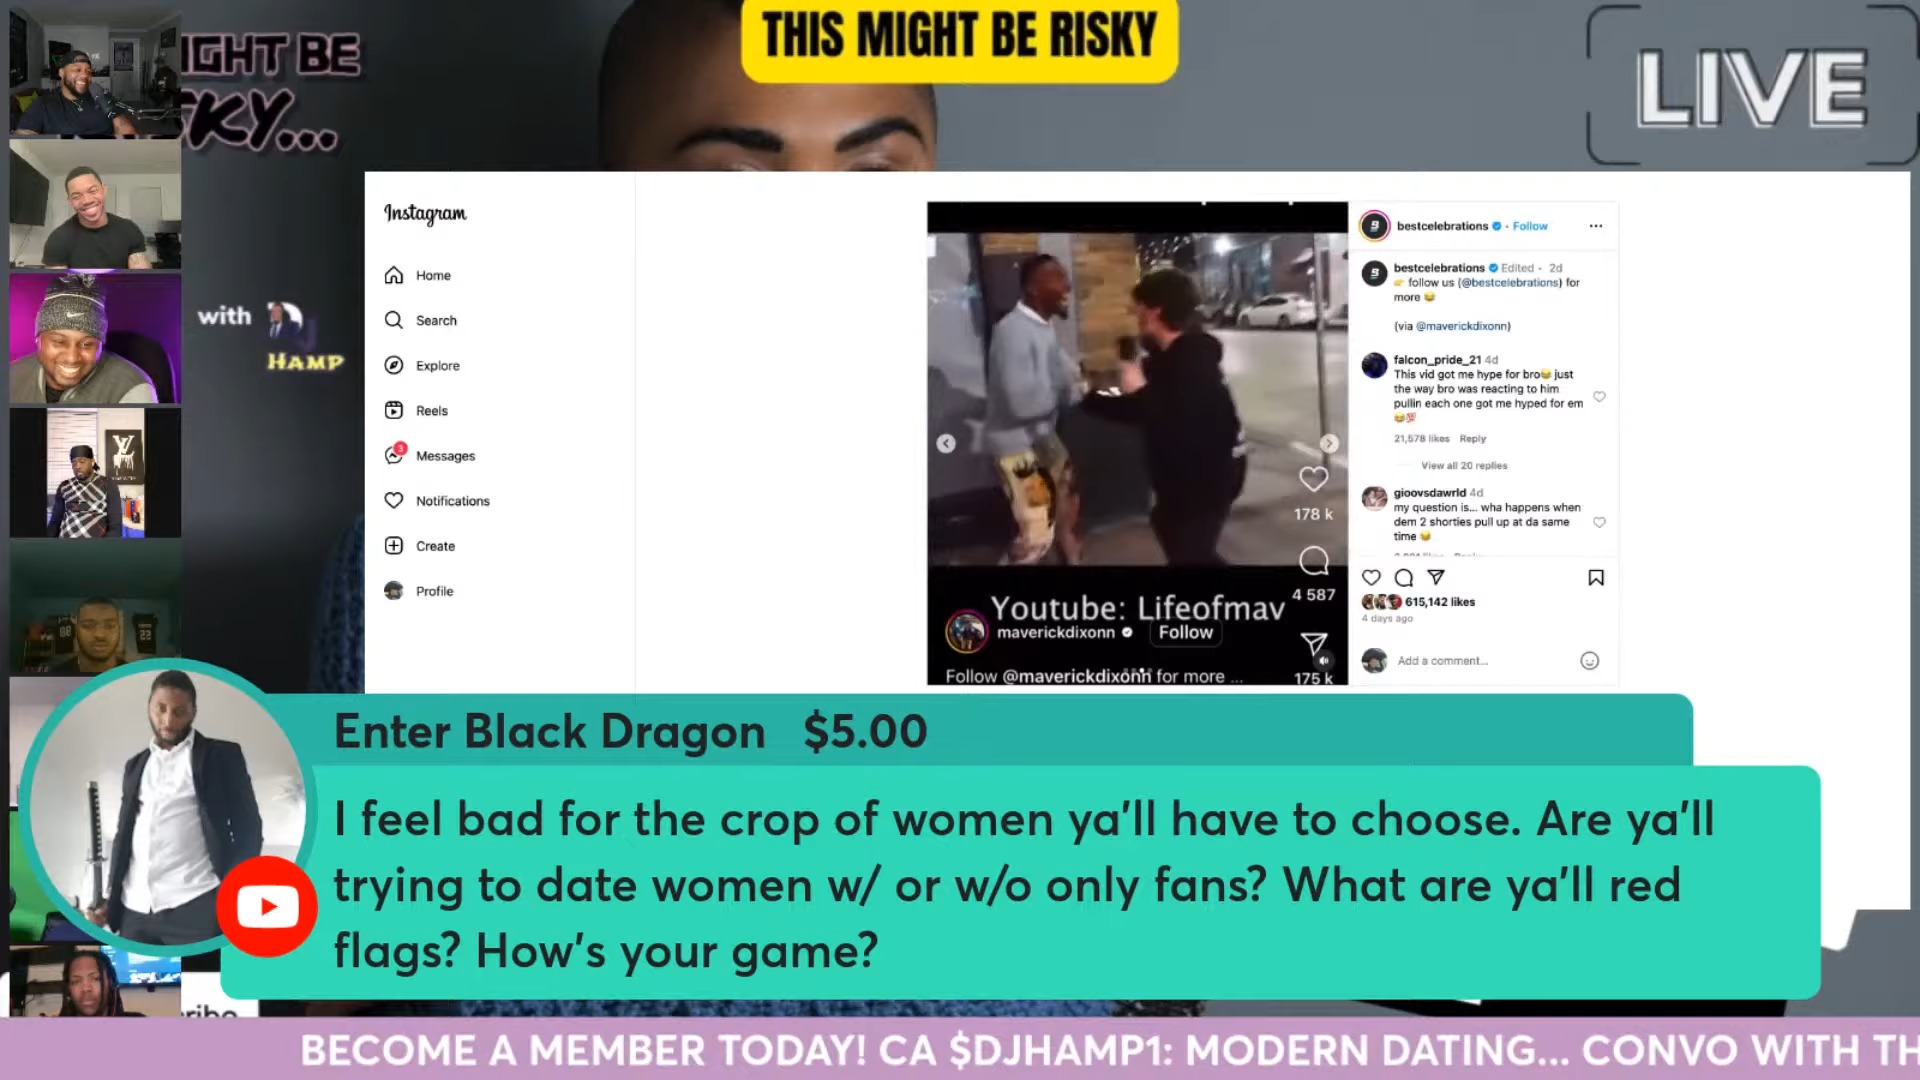 THIS MIGHT BE RISKY
LIVE
IGHT BE
KY...
with
HAMP
Instagram
Home
Search
Explore
Reels
3
Messages
Notifications
Create
Profile
Youtube: Lifeofmav
maverickdixonn
Follow
Follow @maverickdixonn for more ...
178 k
4 587
175 k
bestcelebrations • Follow
bestcelebrations Edited • 2d
👉 follow us (@bestcelebrations) for
more 😂
(via @maverickdixonn)
falcon_pride_21 4d
This vid got me hype for bro😂 just
the way bro was reacting to him
pullin each one got me hyped for em
😂💯
21,578 likes Reply
View all 20 replies
gioovsdawrld 4d
my question is... wha happens when
dem 2 shorties pull up at da same
time 😂
615,142 likes
4 days ago
Add a comment...
Enter Black Dragon $5.00
I feel bad for the crop of women ya'll have to choose. Are ya'll
trying to date women w/ or w/o only fans? What are ya'll red
flags? How's your game?
BECOME A MEMBER TODAY! CA $DJHAMP1: MODERN DATING... CONVO WITH TH